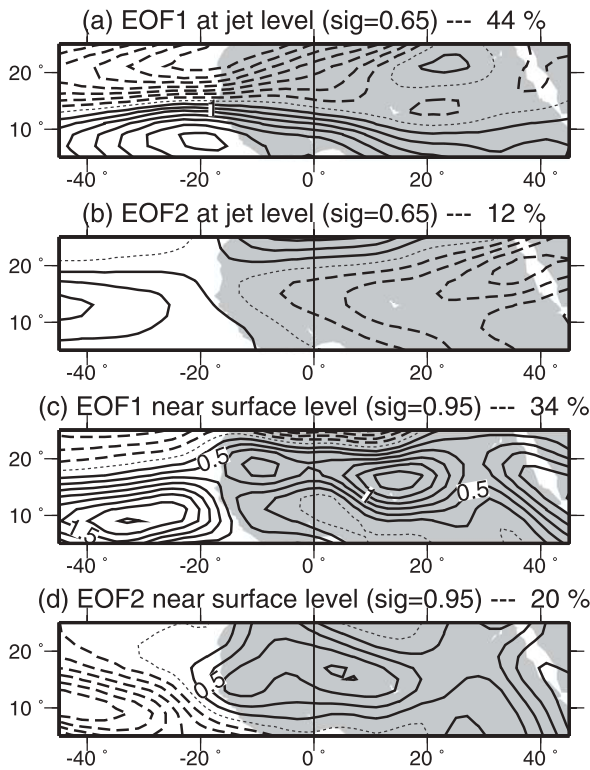 (a) EOF1 at jet level (sig=0.65) --- 44 %
20 °
1
10 °
-40 ° -20 ° 0 ° 20 ° 40 °
(b) EOF2 at jet level (sig=0.65) --- 12 %
20 °
10 °
-40 ° -20 ° 0 ° 20 ° 40 °
(c) EOF1 near surface level (sig=0.95) --- 34 %
0.5
20 °
1 0.5
10 °
1.5
-40 ° -20 ° 0 ° 20 ° 40 °
(d) EOF2 near surface level (sig=0.95) --- 20 %
20 °
0.5
10 °
-40 ° -20 ° 0 ° 20 ° 40 °